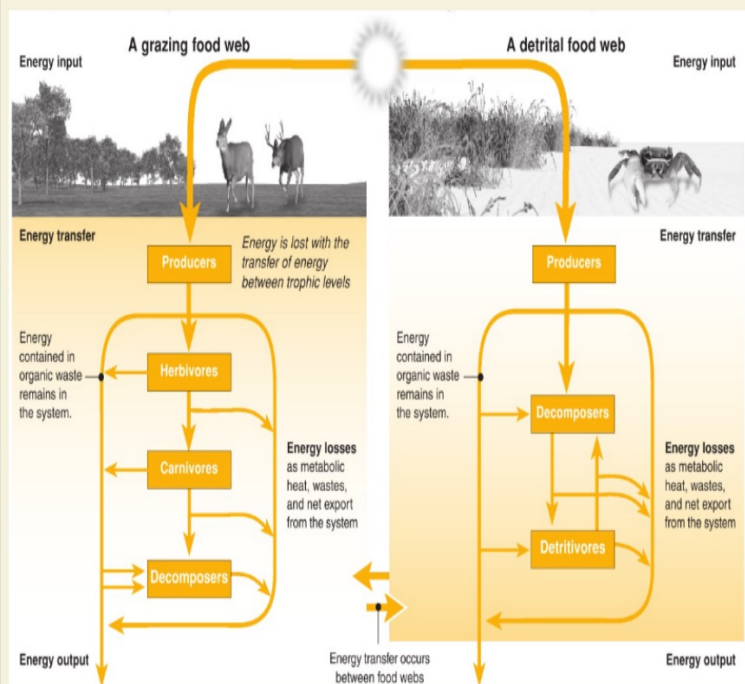 A grazing food web
A detrital food web
Energy input
Energy input
Energy transfer
Energy transfer
Energy is lost with the
transfer of energy
between trophic levels
Producers
Producers
Energy
contained in
organic waste
remains in
the system.
Herbivores
Carnivores
Decomposers
Energy losses
as metabolic
heat, wastes,
and net export
from the system
Energy
contained in
organic waste
remains in
the system.
Decomposers
Detritivores
Energy losses
as metabolic
heat, wastes,
and net export
from the system
Energy output
Energy transfer occurs
between food webs
Energy output